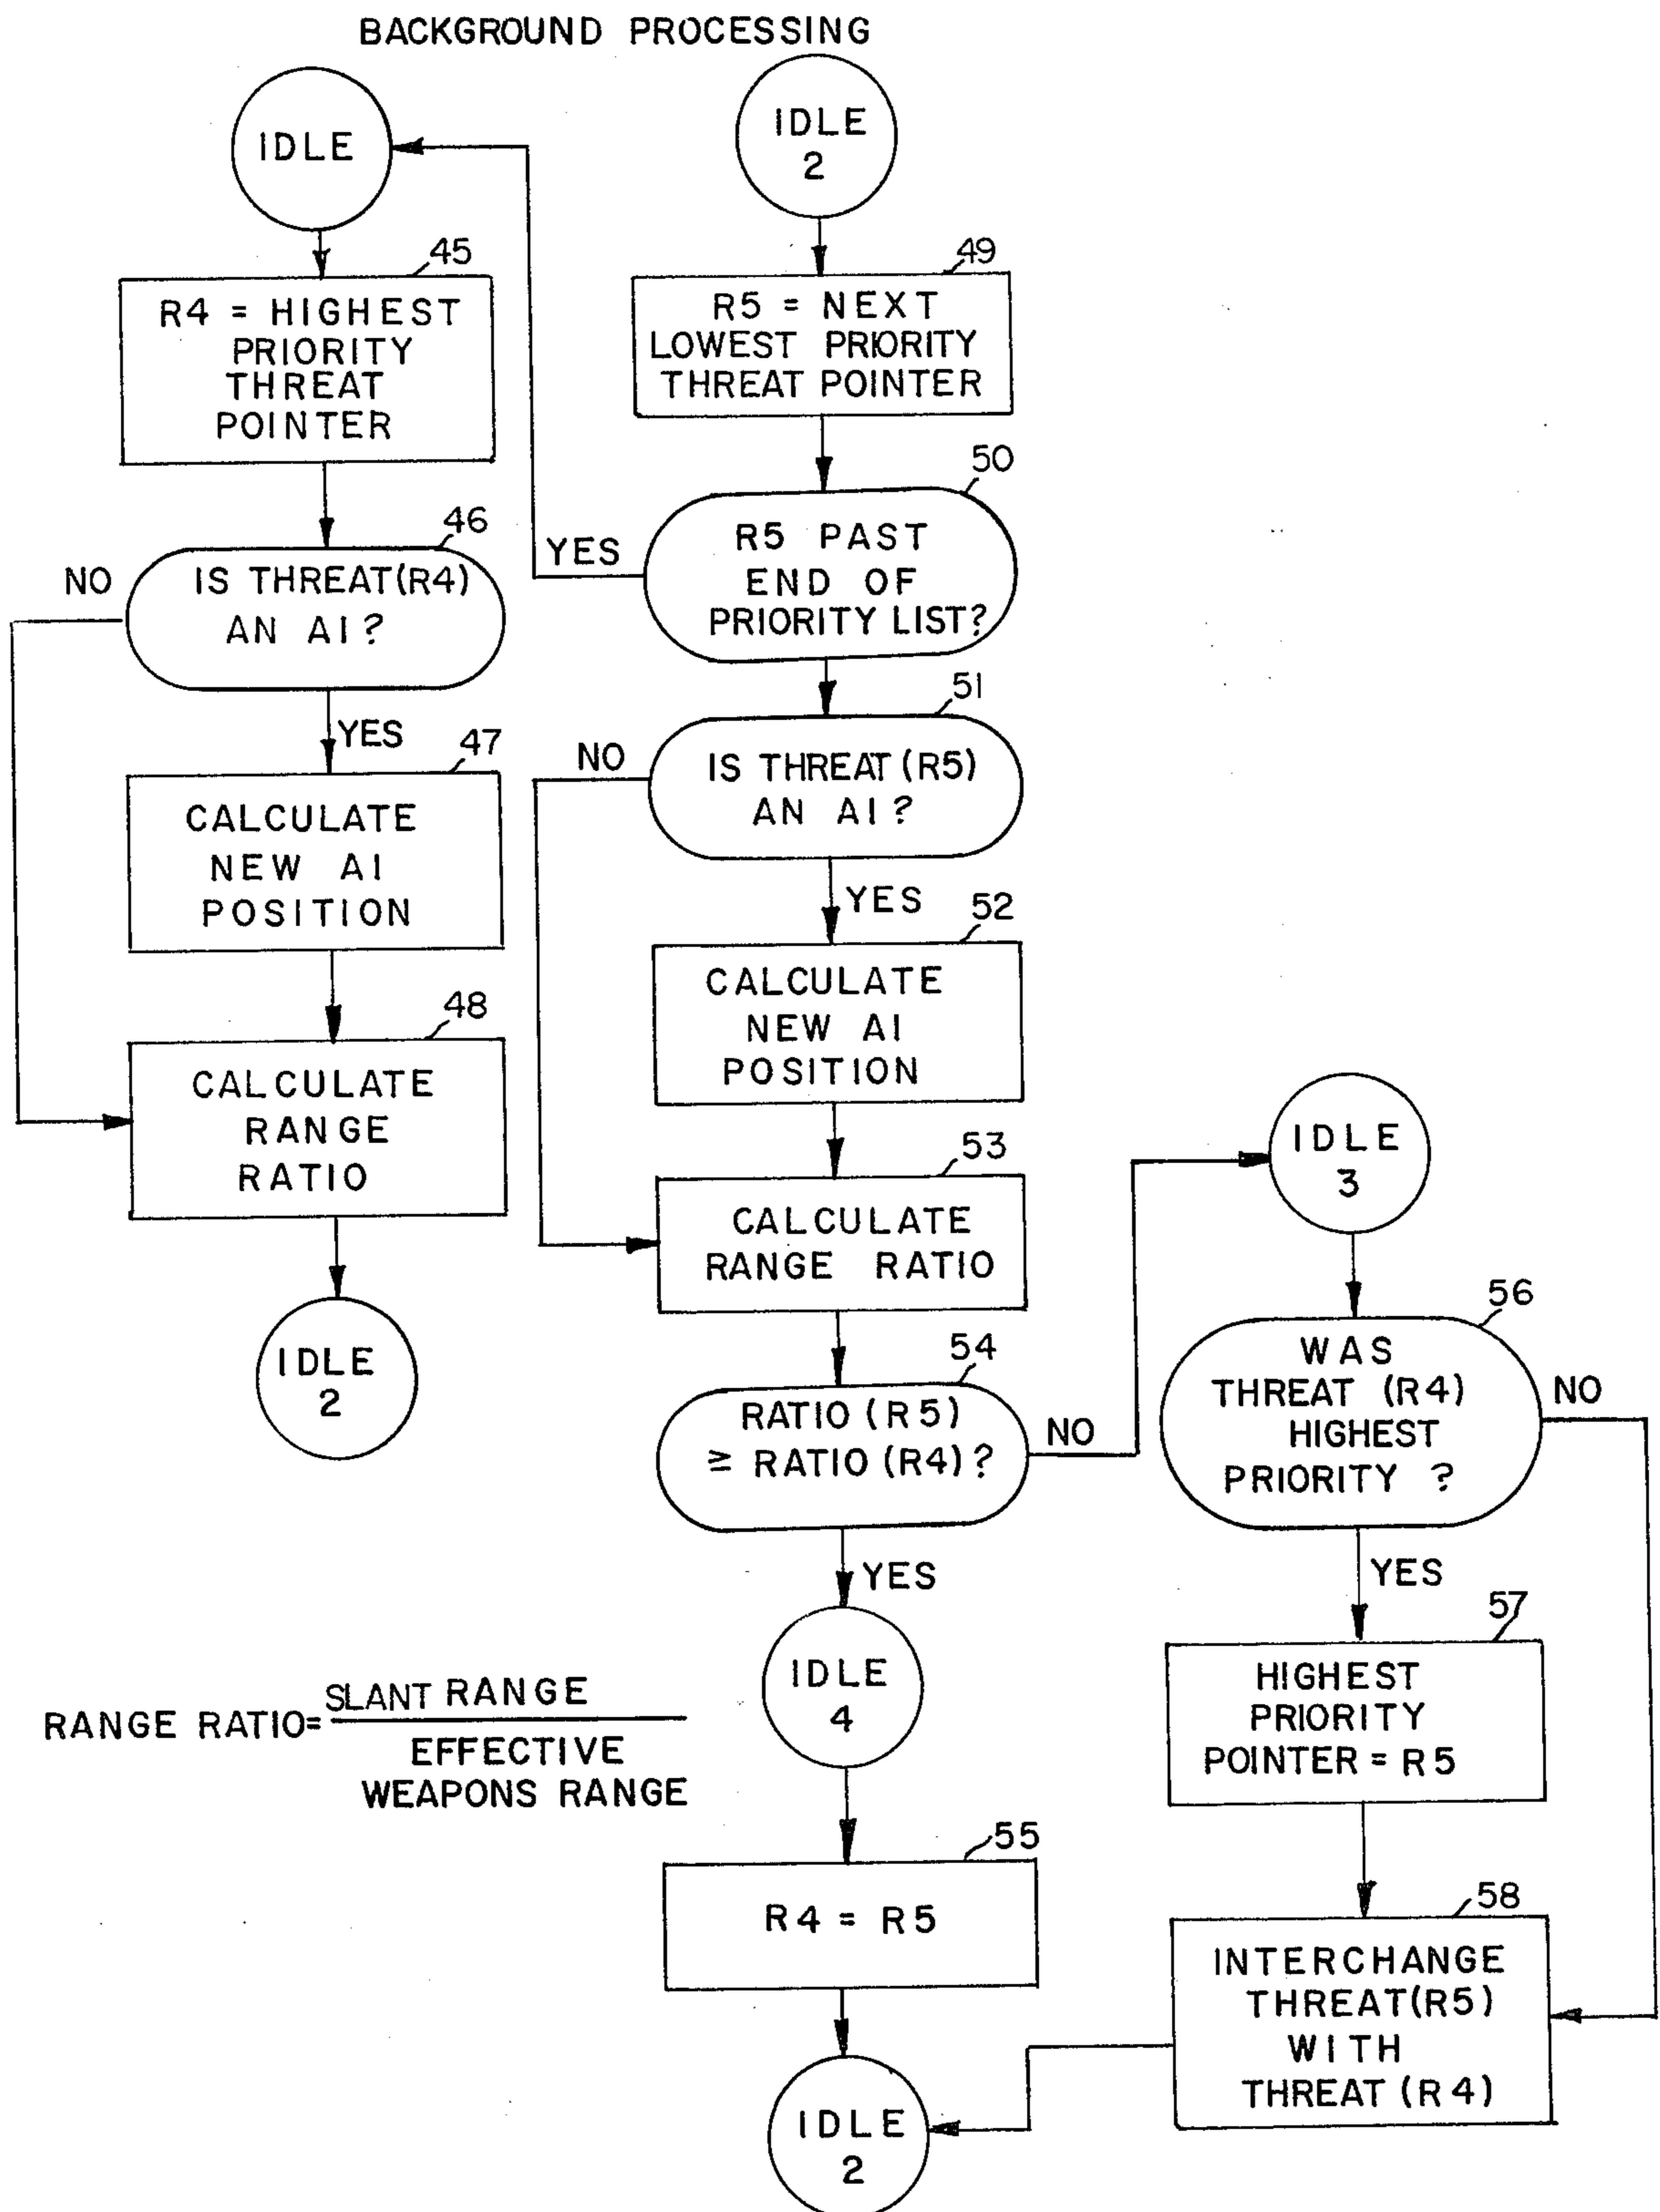 BACKGROUND PROCESSING
IDLE
45
R4 = HIGHEST
PRIORITY
THREAT
POINTER
46
IS THREAT(R4)
AN AI?
NO
YES
47
CALCULATE
NEW AI
POSITION
48
CALCULATE
RANGE
RATIO
IDLE
2
IDLE
2
49
R5 = NEXT
LOWEST PRIORITY
THREAT POINTER
50
R5 PAST
END OF
PRIORITY LIST?
YES
51
IS THREAT (R5)
AN AI?
NO
YES
52
CALCULATE
NEW AI
POSITION
53
CALCULATE
RANGE RATIO
54
RATIO (R5)
≥ RATIO (R4)?
NO
YES
IDLE
4
55
R4 = R5
IDLE
2
IDLE
3
56
WAS
THREAT (R4)
HIGHEST
PRIORITY ?
NO
YES
57
HIGHEST
PRIORITY
POINTER = R5
58
INTERCHANGE
THREAT(R5)
WITH
THREAT (R4)
RANGE RATIO=
SLANT RANGE
EFFECTIVE
WEAPONS RANGE